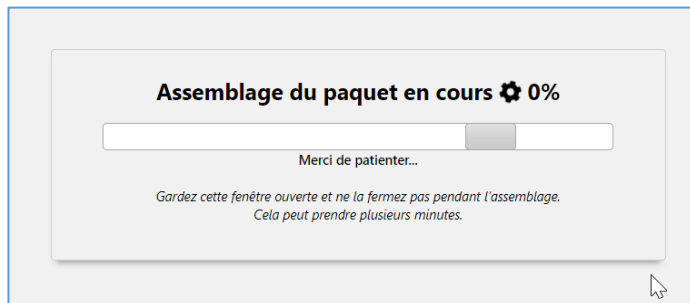 Assemblage du paquet en cours 0%
Merci de patienter...
Gardez cette fenêtre ouverte et ne la fermez pas pendant l'assemblage.
Cela peut prendre plusieurs minutes.